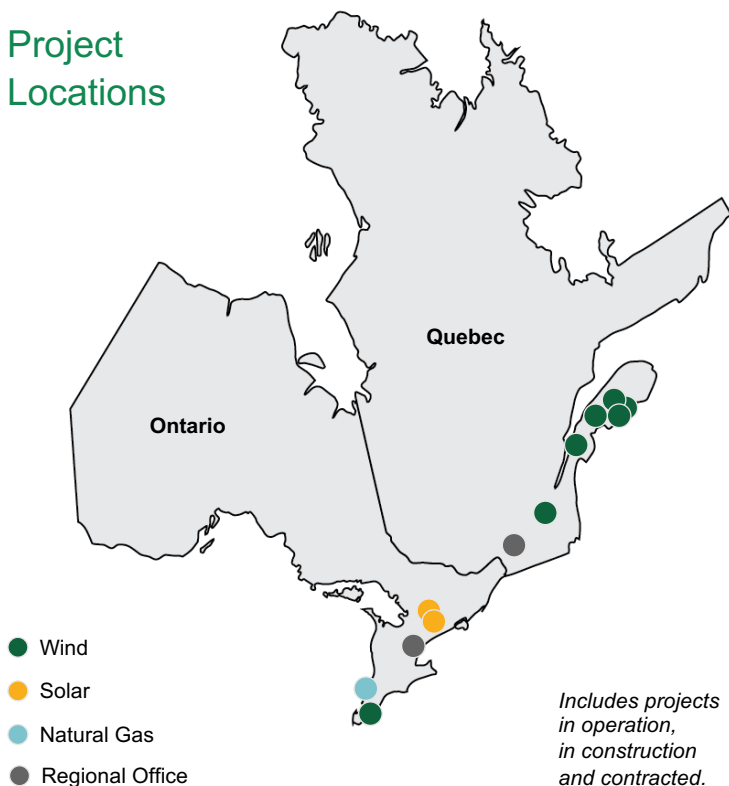 Project
Locations
Quebec
Ontario
Wind
Solar
Natural Gas
Regional Office
Includes projects
in operation,
in construction
and contracted.